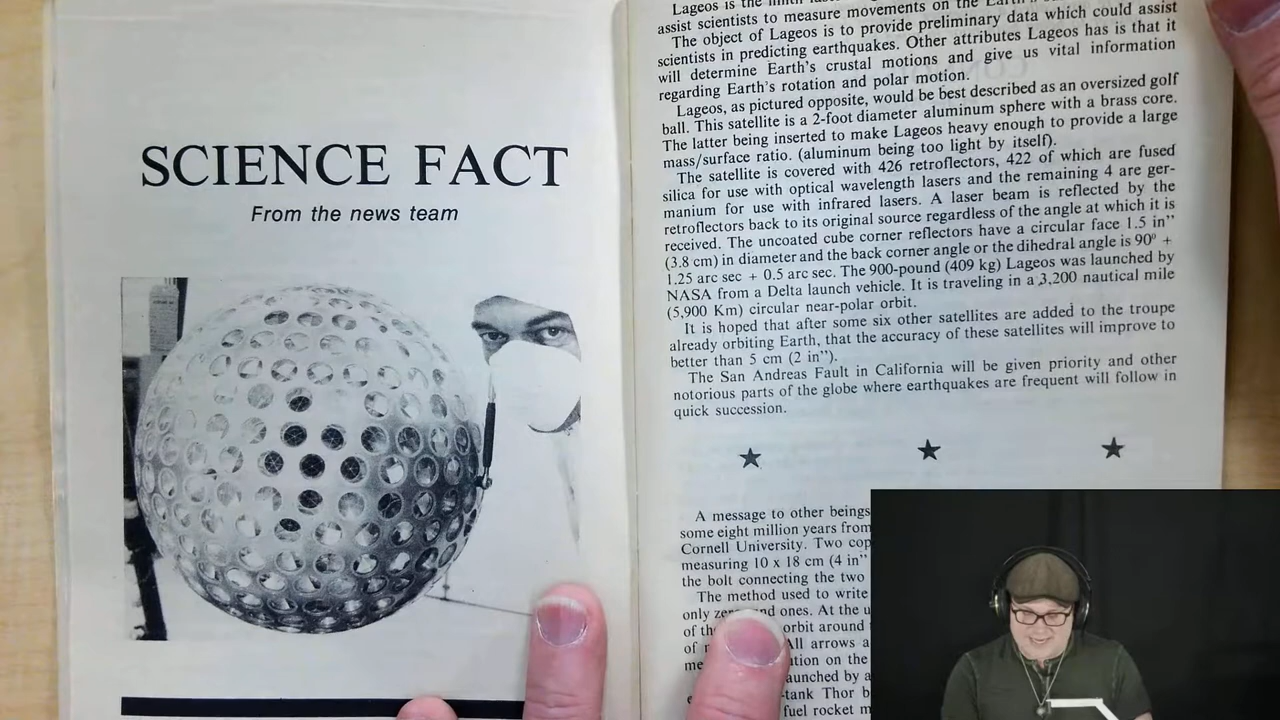 SCIENCE FACT
From the news team
Lageos is the
assist scientists to measure movements on the Earth's
The object of Lageos is to provide preliminary data which could assist
scientists in predicting earthquakes. Other attributes Lageos has is that it
will determine Earth's crustal motions and give us vital information
regarding Earth's rotation and polar motion.
Lageos, as pictured opposite, would be best described as an oversized golf
ball. This satellite is a 2-foot diameter aluminum sphere with a brass core.
The latter being inserted to make Lageos heavy enough to provide a large
mass/surface ratio. (aluminum being too light by itself).
The satellite is covered with 426 retroflectors, 422 of which are fused
silica for use with optical wavelength lasers and the remaining 4 are ger-
manium for use with infrared lasers. A laser beam is reflected by the
retroflectors back to its original source regardless of the angle at which it is
received. The uncoated cube corner reflectors have a circular face 1.5 in"
(3.8 cm) in diameter and the back corner angle or the dihedral angle is 90° +
1.25 arc sec + 0.5 arc sec. The 900-pound (409 kg) Lageos was launched by
NASA from a Delta launch vehicle. It is traveling in a 3,200 nautical mile
(5,900 Km) circular near-polar orbit.
It is hoped that after some six other satellites are added to the troupe
already orbiting Earth, that the accuracy of these satellites will improve to
better than 5 cm (2 in").
The San Andreas Fault in California will be given priority and other
notorious parts of the globe where earthquakes are frequent will follow in
quick succession.
A message to other beings
some eight million years from
Cornell University. Two cop
measuring 10 x 18 cm (4 in"
the bolt connecting the two
The method used to write
only and ones. At the u
of the orbit around
of All arrows a
ation on the
aunched by a
-tank Thor b
fuel rocket m